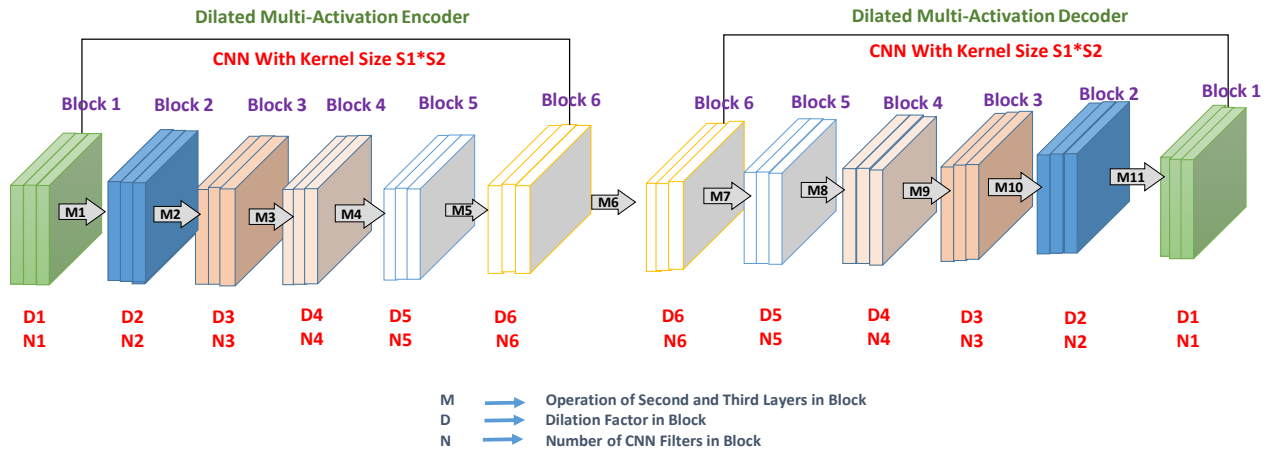 Dilated Multi-Activation Encoder
Dilated Multi-Activation Decoder
CNN With Kernel Size S1*S2
CNN With Kernel Size S1*S2
Block 1 Block 2 Block 3 Block 4 Block 5 Block 6
Block 6 Block 5 Block 4 Block 3 Block 2 Block 1
M1 M2 M3 M4 M5 M6 M7 M8 M9 M10 M11
D1 D2 D3 D4 D5 D6 D6 D5 D4 D3 D2 D1
N1 N2 N3 N4 N5 N6 N6 N5 N4 N3 N2 N1
M Operation of Second and Third Layers in Block
D Dilation Factor in Block
N Number of CNN Filters in Block